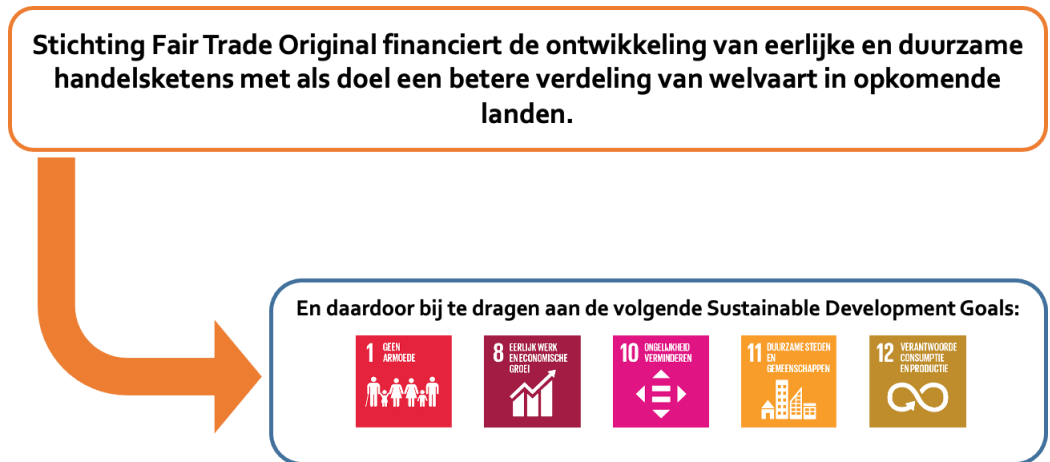 Stichting Fair Trade Original financiert de ontwikkeling van eerlijke en duurzame
handelsketens met als doel een betere verdeling van welvaart in opkomende
landen.
En daardoor bij te dragen aan de volgende Sustainable Development Goals:
1 GEEN
ARMOEDE
8 EERLIJK WERK
EN ECONOMISCHE
GROEI
10 ONGELIJKHEID
VERMINDEREN
11 DUURZAME STEDEN
EN
GEMEENSCHAPPEN
12 VERANTWOORDE
CONSUMPTIE
EN PRODUCTIE